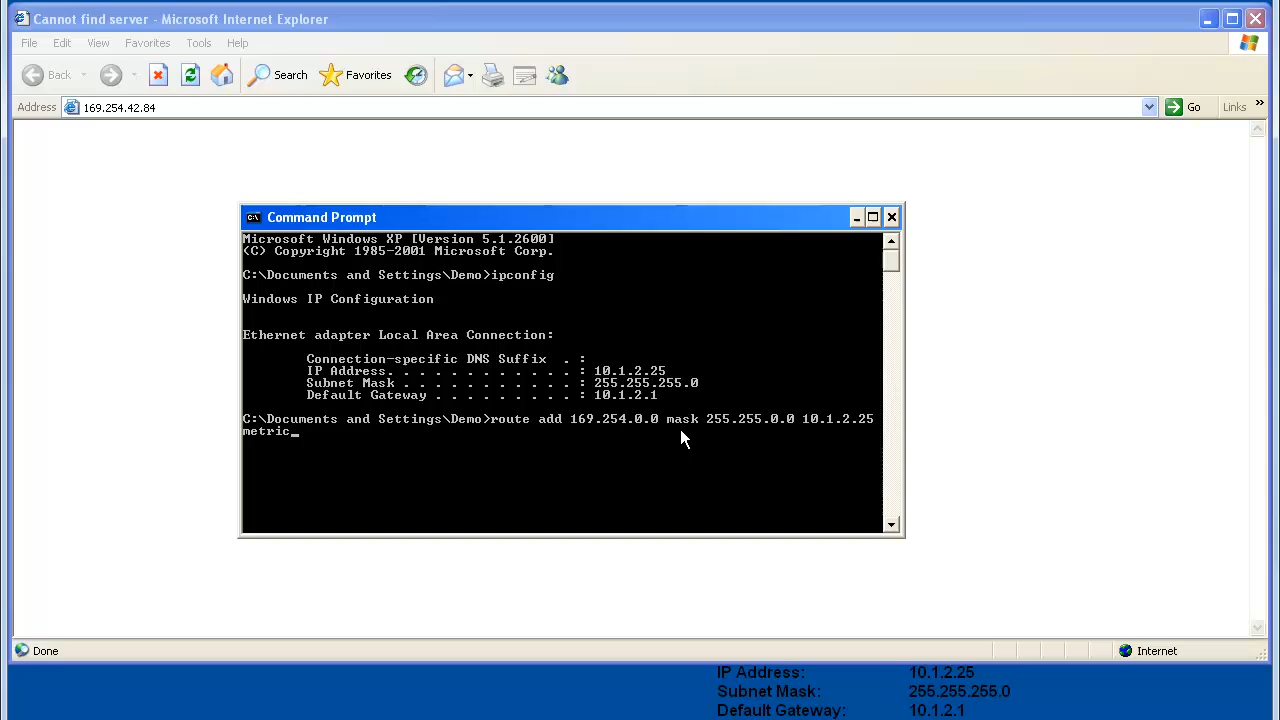 Cannot find server - Microsoft Internet Explorer
File Edit View Favorites Tools Help
Back Search Favorites
Address 169.254.42.84 Go Links »
C:\ Command Prompt
Microsoft Windows XP [Version 5.1.2600]
(C) Copyright 1985-2001 Microsoft Corp.
C:\Documents and Settings\Demo>ipconfig
Windows IP Configuration
Ethernet adapter Local Area Connection:
Connection-specific DNS Suffix . :
IP Address. . . . . . . . . . . . : 10.1.2.25
Subnet Mask . . . . . . . . . . . : 255.255.255.0
Default Gateway . . . . . . . . . : 10.1.2.1
C:\Documents and Settings\Demo>route add 169.254.0.0 mask 255.255.0.0 10.1.2.25
metric_
Done Internet
IP Address: 10.1.2.25
Subnet Mask: 255.255.255.0
Default Gateway: 10.1.2.1